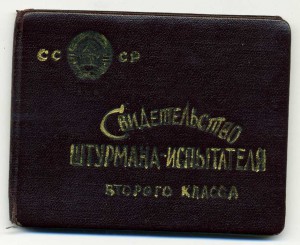 СС СР
Свидетельство
ШТУРМАНА-ИСПЫТАТЕЛЯ
ВТОРОГО КЛАССА